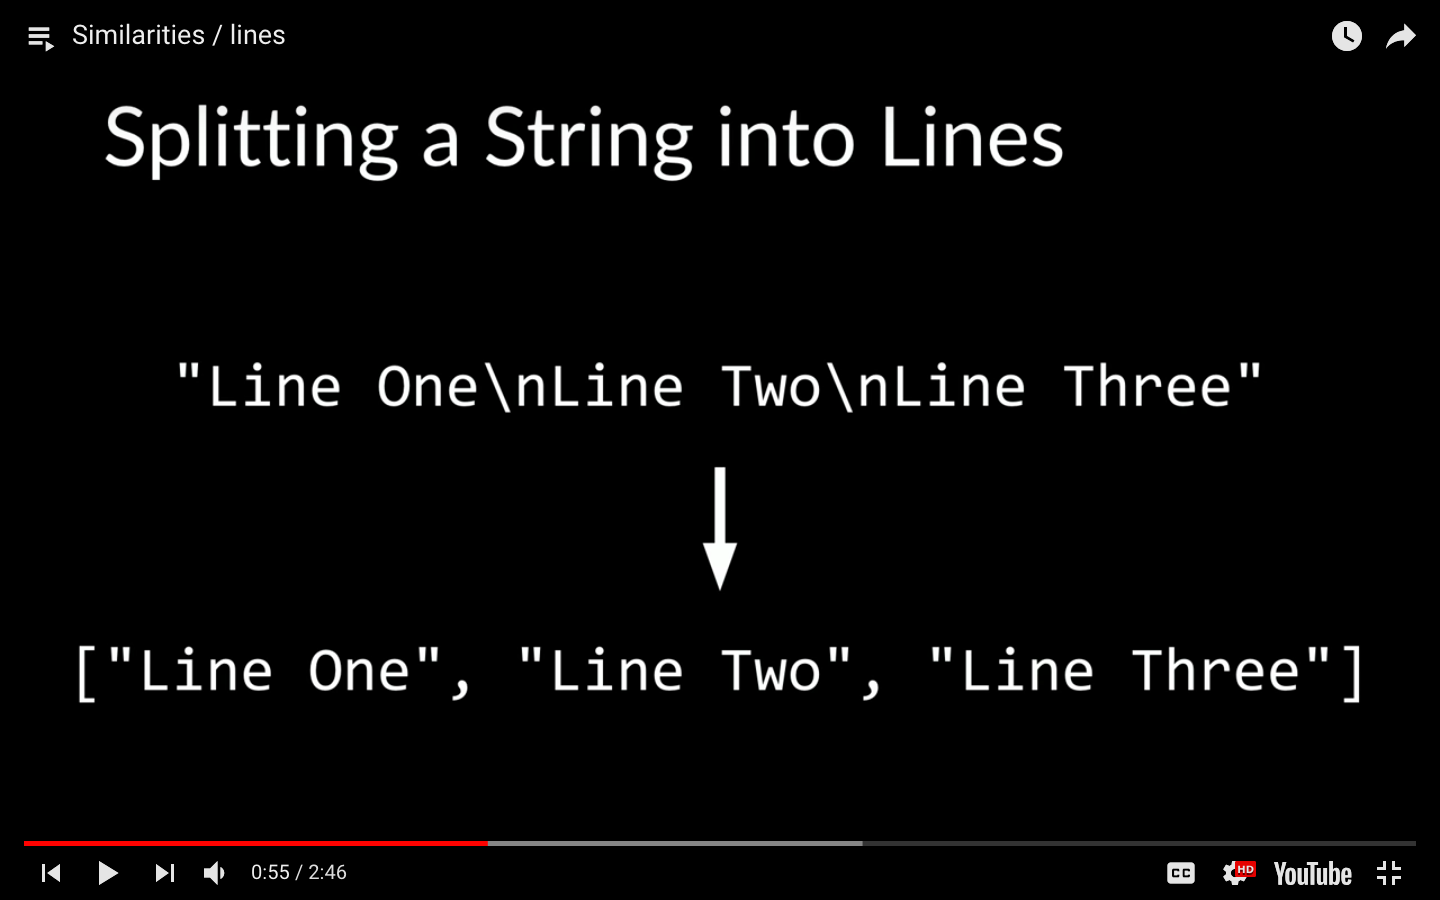 Similarities / lines
Splitting a String into Lines
"Line One\nLine Two\nLine Three"
["Line One", "Line Two", "Line Three"]
0:55 / 2:46
CC
HD
YouTube